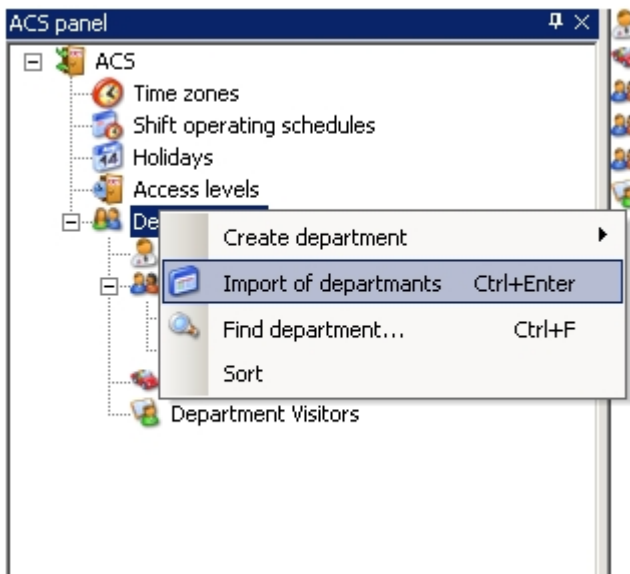 ACS panel
ACS
Time zones
Shift operating schedules
Holidays
Access levels
De
Create department
Import of departmants Ctrl+Enter
Find department... Ctrl+F
Sort
Department Visitors